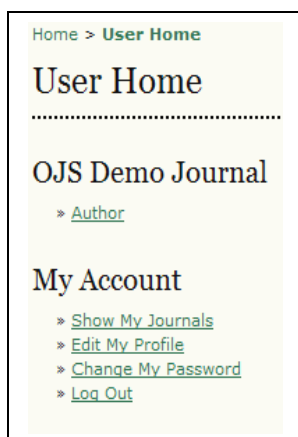 Home > User Home
User Home
OJS Demo Journal
» Author
My Account
» Show My Journals
» Edit My Profile
» Change My Password
» Log Out